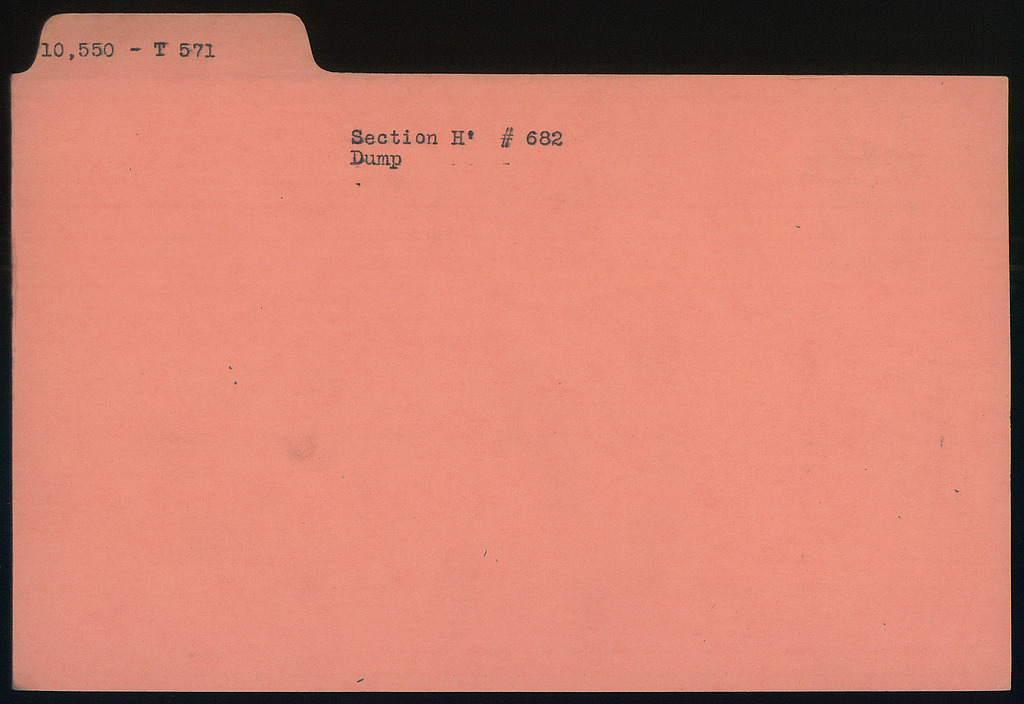 10,550 - T 571
Section H' # 682
Dump